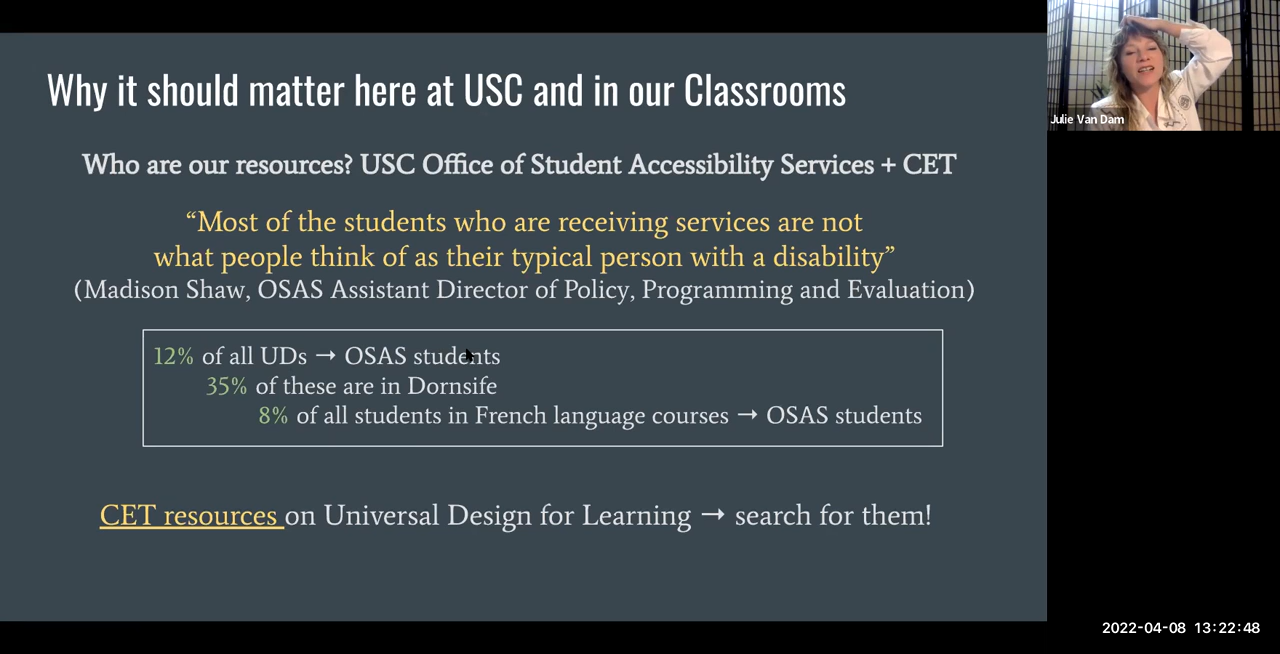 Why it should matter here at USC and in our Classrooms
Who are our resources? USC Office of Student Accessibility Services + CET
“Most of the students who are receiving services are not
what people think of as their typical person with a disability”
(Madison Shaw, OSAS Assistant Director of Policy, Programming and Evaluation)
12% of all UDs → OSAS students
35% of these are in Dornsife
8% of all students in French language courses → OSAS students
CET resources on Universal Design for Learning → search for them!
Julie Van Dam
2022-04-08 13:22:48